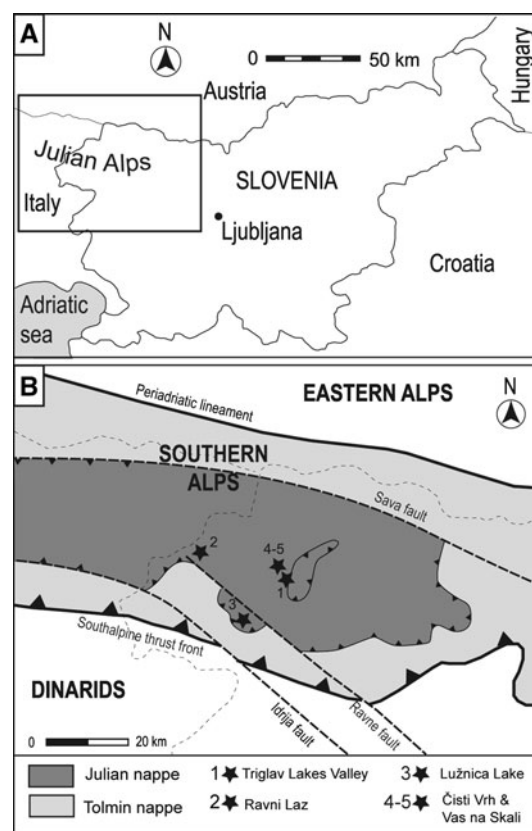 A
N
0 50 km
Hungary
Austria
Julian Alps
SLOVENIA
Italy
Ljubljana
Croatia
Adriatic
sea
B
EASTERN ALPS
N
Periadriatic lineament
SOUTHERN
ALPS
Sava fault
2
4-5
1
3
Southalpine thrust front
DINARIDS
Idrija fault
Ravne fault
0 20 km
Julian nappe
1 Triglav Lakes Valley
3 Lužnica Lake
Tolmin nappe
2 Ravni Laz
4-5 Čisti Vrh &
Vas na Skali